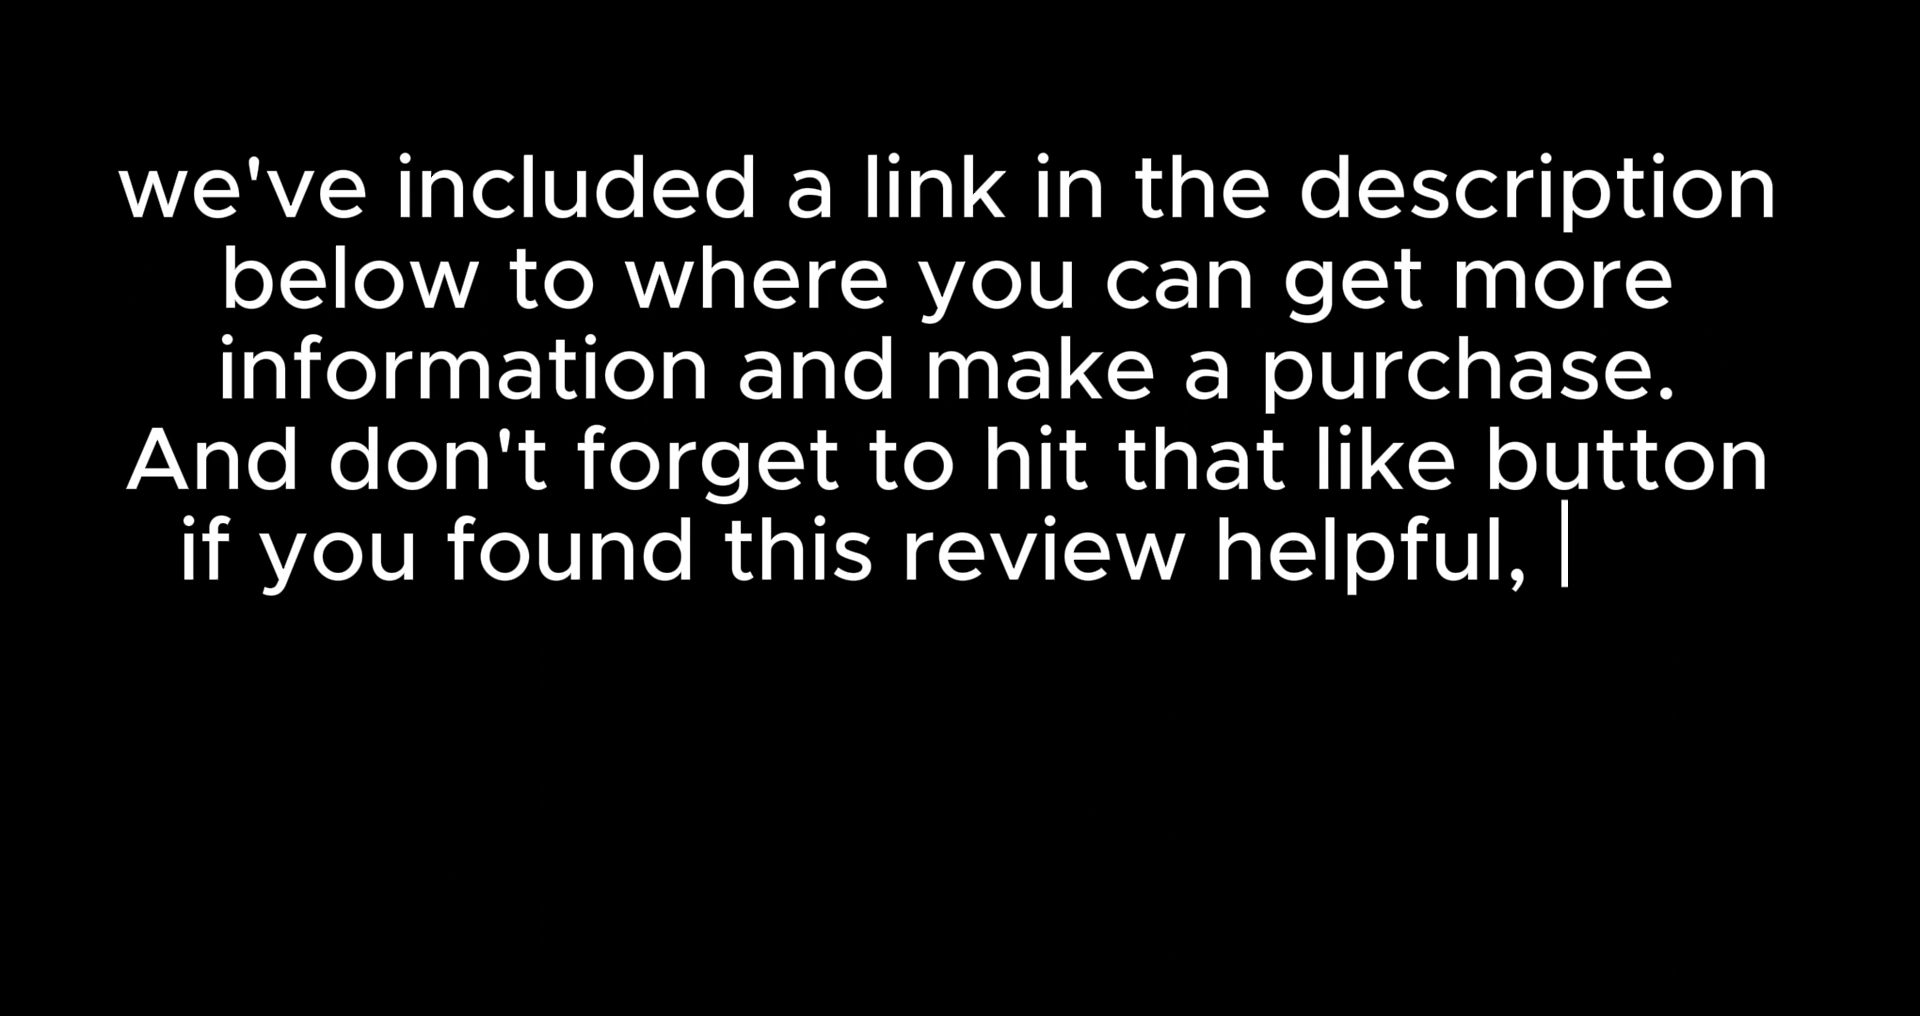 we've included a link in the description
below to where you can get more
information and make a purchase.
And don't forget to hit that like button
if you found this review helpful,